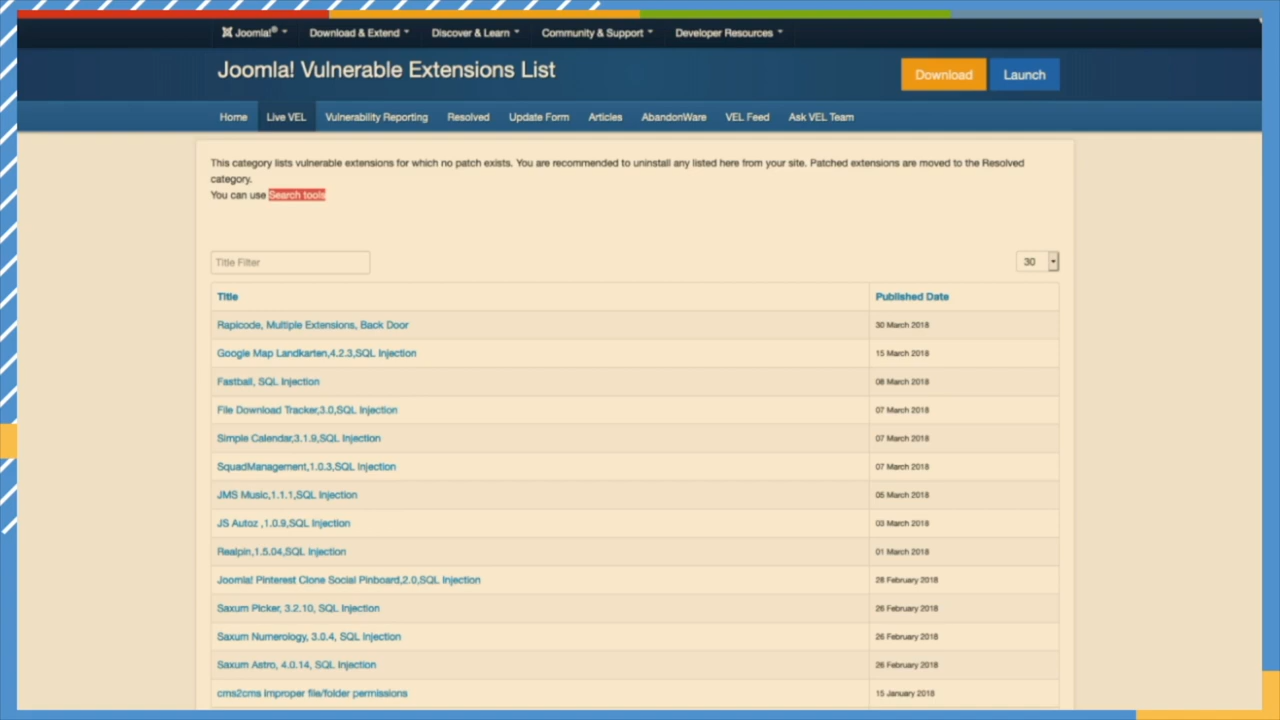 Joomla!® Download & Extend Discover & Learn Community & Support Developer Resources
Joomla! Vulnerable Extensions List
Download Launch
Home Live VEL Vulnerability Reporting Resolved Update Form Articles AbandonWare VEL Feed Ask VEL Team
This category lists vulnerable extensions for which no patch exists. You are recommended to uninstall any listed here from your site. Patched extensions are moved to the Resolved
category.
You can use Search tools
Title Filter 30
Title Published Date
Rapicode, Multiple Extensions, Back Door 30 March 2018
Google Map Landkarten,4.2.3,SQL Injection 15 March 2018
Fastball, SQL Injection 08 March 2018
File Download Tracker,3.0,SQL Injection 07 March 2018
Simple Calendar,3.1.9,SQL Injection 07 March 2018
SquadManagement,1.0.3,SQL Injection 07 March 2018
JMS Music,1.1.1,SQL Injection 05 March 2018
JS Autoz ,1.0.9,SQL Injection 03 March 2018
Realpin,1.5.04,SQL Injection 01 March 2018
Joomla! Pinterest Clone Social Pinboard,2.0,SQL Injection 28 February 2018
Saxum Picker, 3.2.10, SQL Injection 26 February 2018
Saxum Numerology, 3.0.4, SQL Injection 26 February 2018
Saxum Astro, 4.0.14, SQL Injection 26 February 2018
cms2cms improper file/folder permissions 15 January 2018